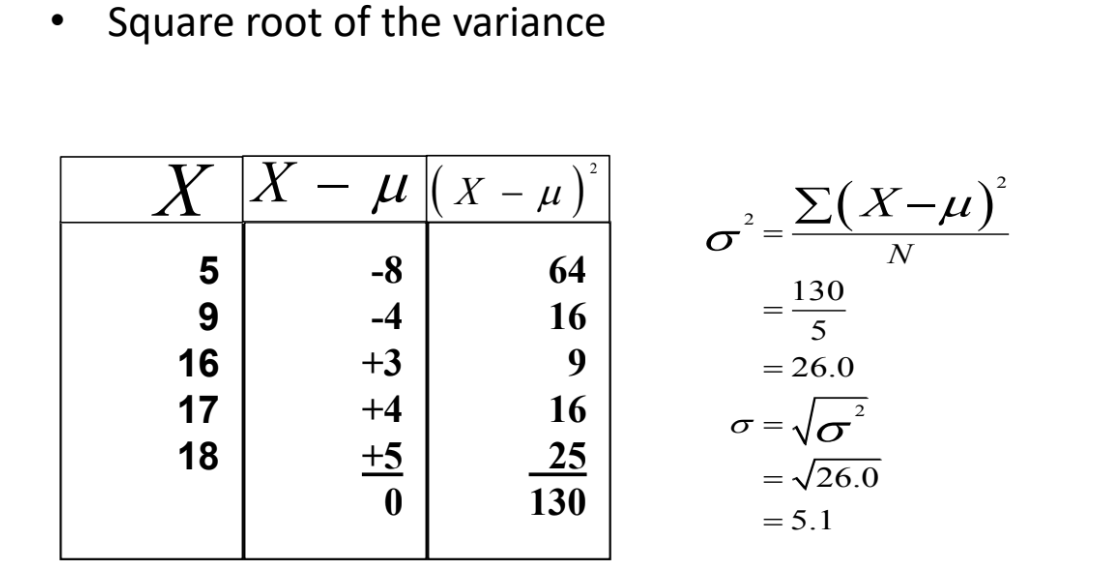 • Square root of the variance
X X − μ (X − μ)²
5 -8 64
9 -4 16
16 +3 9
17 +4 16
18 +5 25
0 130
σ² = Σ(X−μ)² / N
= 130 / 5
= 26.0
σ = √σ²
= √26.0
= 5.1